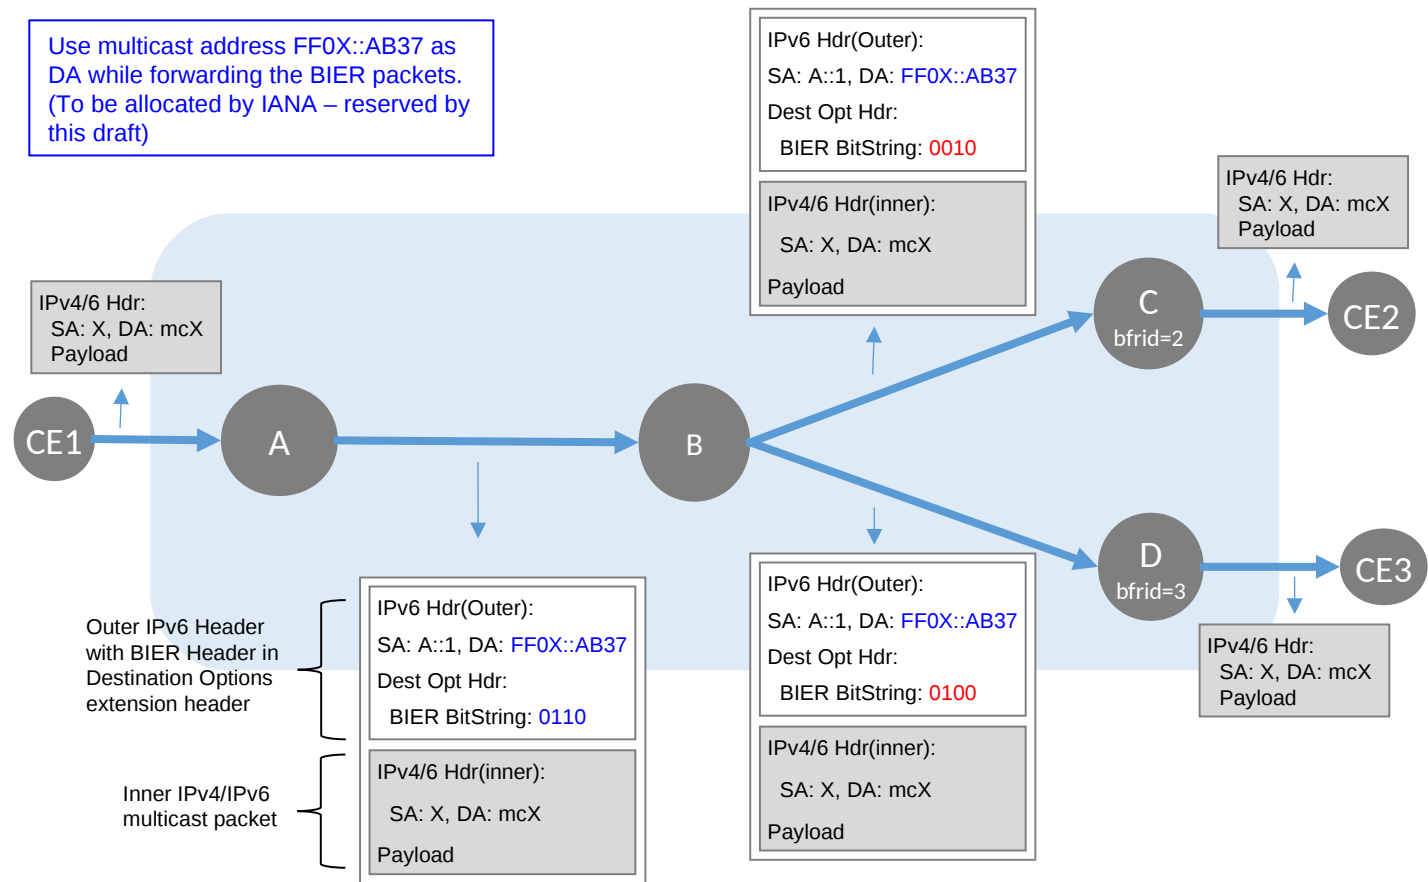 Use multicast address FF0X::AB37 as
DA while forwarding the BIER packets.
(To be allocated by IANA – reserved by
this draft)
IPv6 Hdr(Outer):
SA: A::1, DA: FF0X::AB37
Dest Opt Hdr:
BIER BitString: 0010
IPv4/6 Hdr(inner):
SA: X, DA: mcX
Payload
IPv4/6 Hdr:
SA: X, DA: mcX
Payload
IPv4/6 Hdr:
SA: X, DA: mcX
Payload
C
bfrid=2
CE2
CE1
A
B
D
bfrid=3
CE3
Outer IPv6 Header
with BIER Header in
Destination Options
extension header
IPv6 Hdr(Outer):
SA: A::1, DA: FF0X::AB37
Dest Opt Hdr:
BIER BitString: 0110
Inner IPv4/IPv6
multicast packet
IPv4/6 Hdr(inner):
SA: X, DA: mcX
Payload
IPv6 Hdr(Outer):
SA: A::1, DA: FF0X::AB37
Dest Opt Hdr:
BIER BitString: 0100
IPv4/6 Hdr(inner):
SA: X, DA: mcX
Payload
IPv4/6 Hdr:
SA: X, DA: mcX
Payload